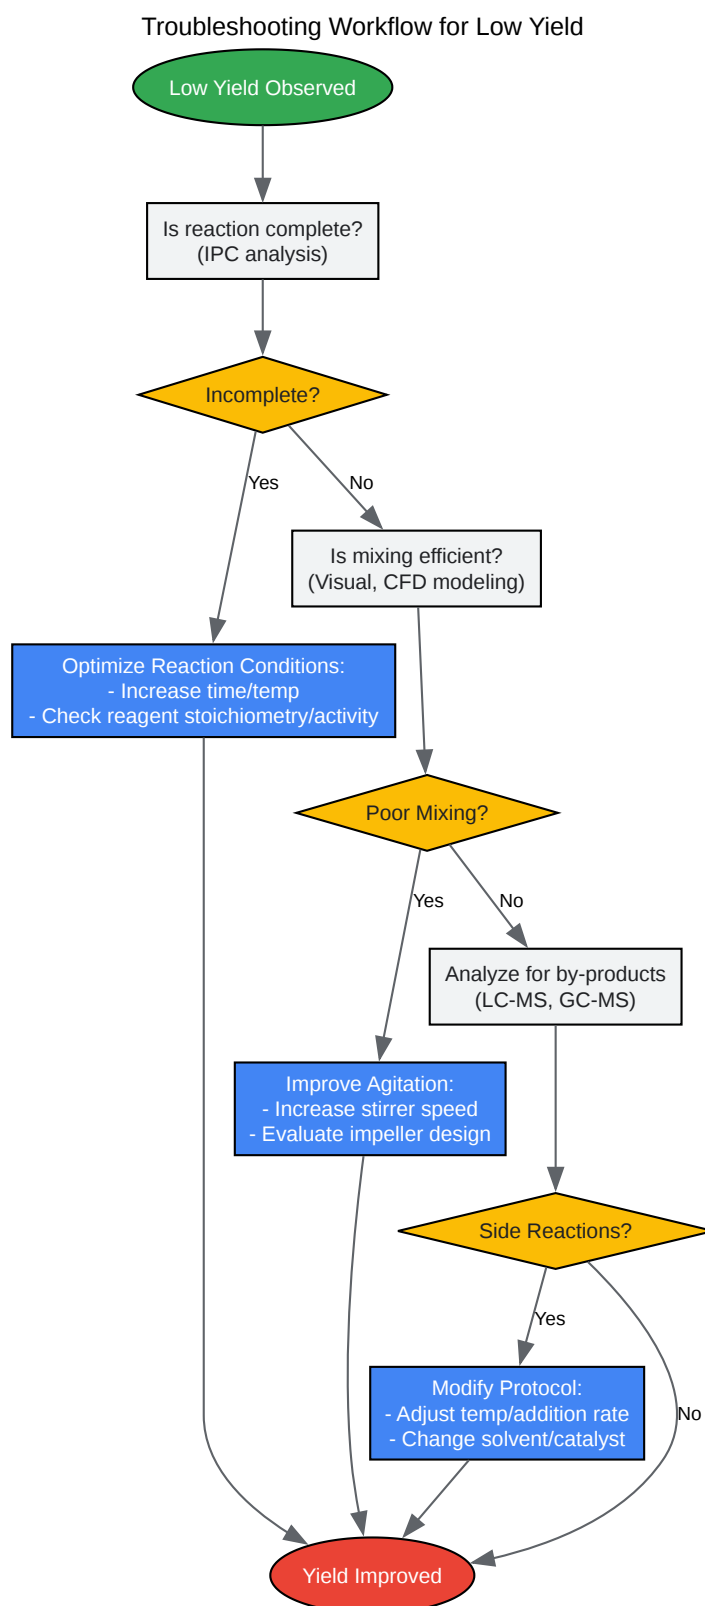 Troubleshooting Workflow for Low Yield
Low Yield Observed
Is reaction complete?
(IPC analysis)
Incomplete?
Yes
No
Is mixing efficient?
(Visual, CFD modeling)
Optimize Reaction Conditions:
- Increase time/temp
- Check reagent stoichiometry/activity
Poor Mixing?
Yes
No
Analyze for by-products
(LC-MS, GC-MS)
Improve Agitation:
- Increase stirrer speed
- Evaluate impeller design
Side Reactions?
Yes
Modify Protocol:
- Adjust temp/addition rate
- Change solvent/catalyst
No
Yield Improved